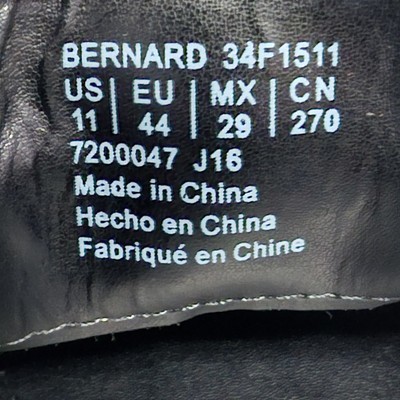 BERNARD 34F1511
US | EU | MX | CN
11 | 44 | 29 | 270
7200047 J16
Made in China
Hecho en China
Fabriqué en Chine